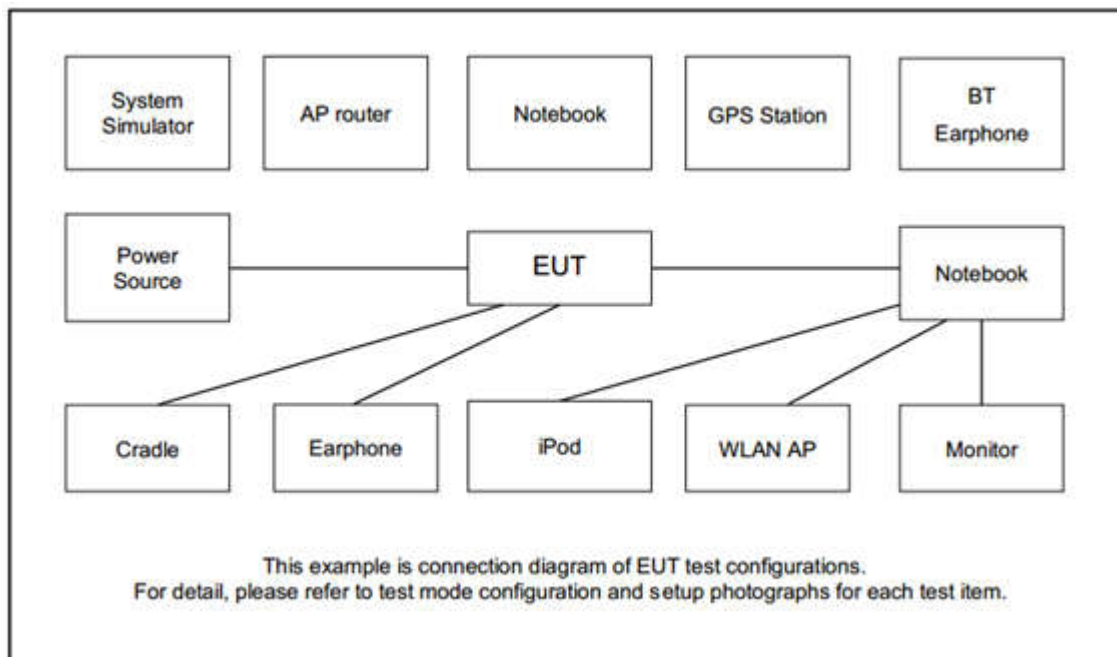 System
Simulator
AP router
Notebook
GPS Station
BT
Earphone
Power
Source
EUT
Notebook
Cradle
Earphone
iPod
WLAN AP
Monitor
This example is connection diagram of EUT test configurations.
For detail, please refer to test mode configuration and setup photographs for each test item.